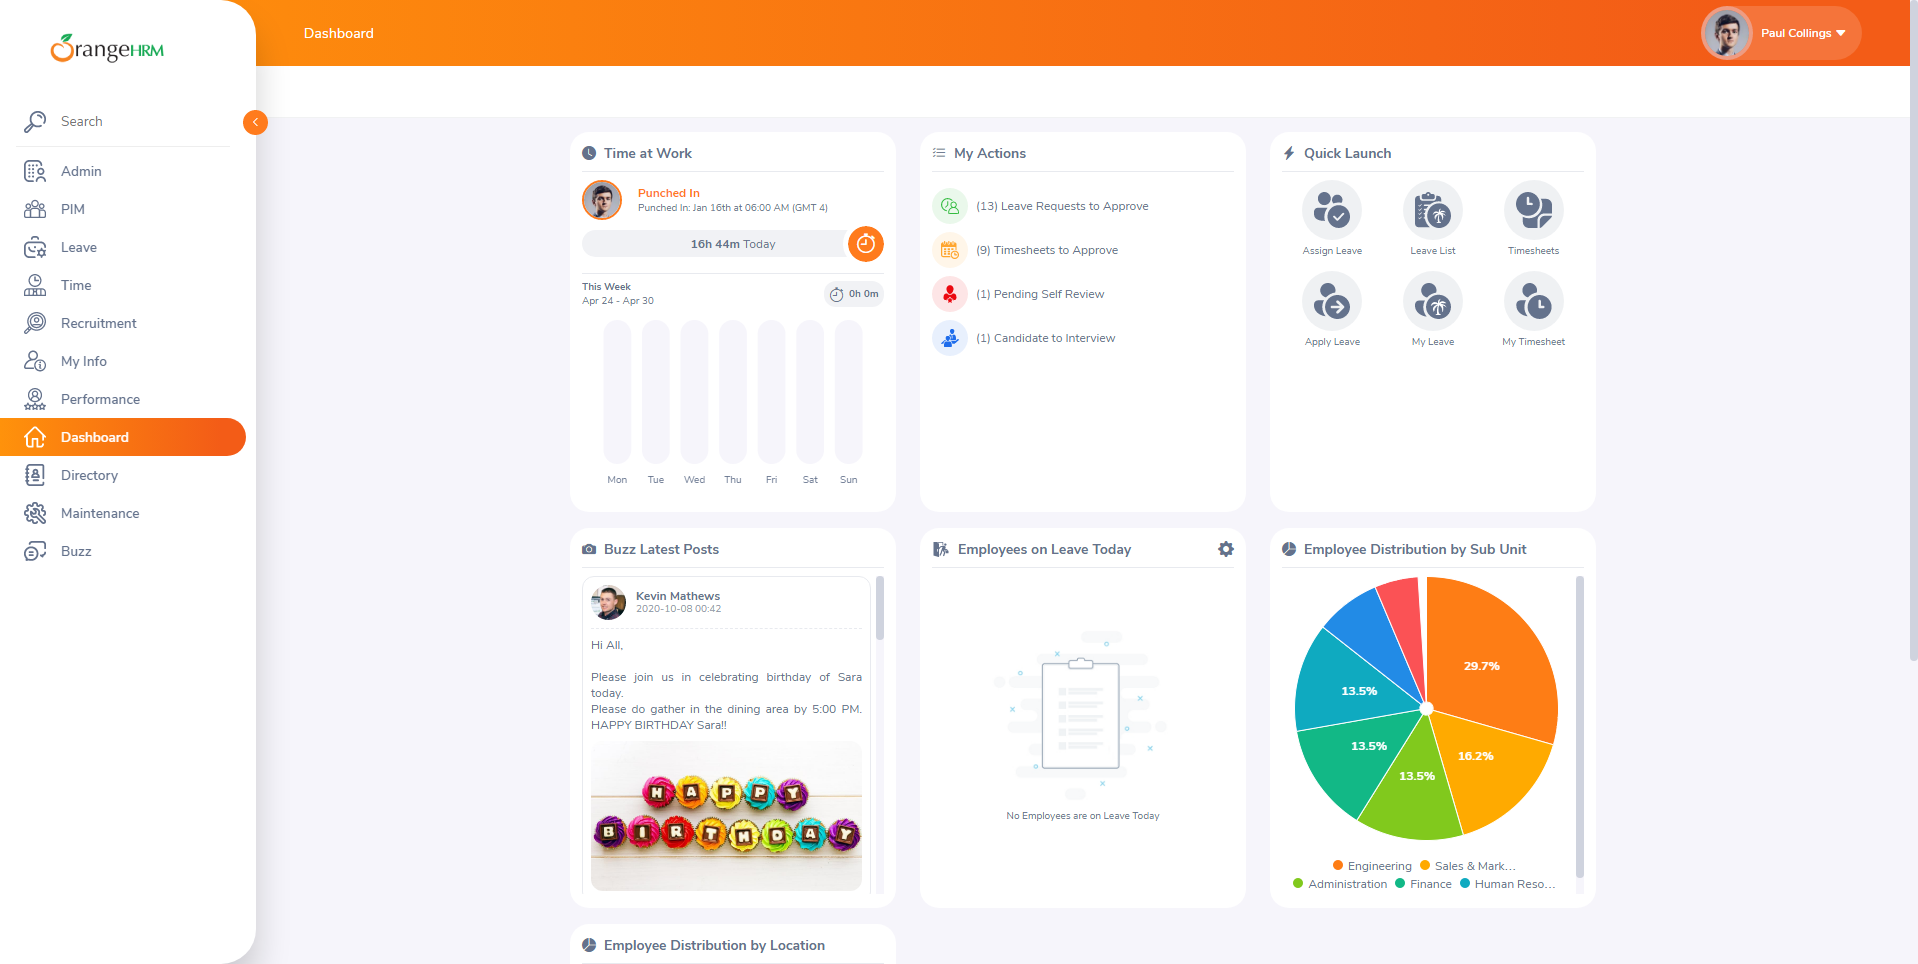 OrangeHRM
Dashboard
Paul Collings
Search
Admin
PIM
Leave
Time
Recruitment
My Info
Performance
Dashboard
Directory
Maintenance
Buzz
Time at Work
Punched In
Punched In: Jan 16th at 06:00 AM (GMT 4)
16h 44m Today
This Week
Apr 24 - Apr 30
0h 0m
Mon Tue Wed Thu Fri Sat Sun
My Actions
(13) Leave Requests to Approve
(9) Timesheets to Approve
(1) Pending Self Review
(1) Candidate to Interview
Quick Launch
Assign Leave Leave List Timesheets
Apply Leave My Leave My Timesheet
Buzz Latest Posts
Kevin Mathews
2020-10-08 00:42
Hi All,
Please join us in celebrating birthday of Sara
today.
Please do gather in the dining area by 5:00 PM.
HAPPY BIRTHDAY Sara!!
HAPPY
BIRTHDAY
Employees on Leave Today
No Employees are on Leave Today
Employee Distribution by Sub Unit
29.7%
13.5%
13.5%
16.2%
13.5%
Engineering Sales & Mark...
Administration Finance Human Reso...
Employee Distribution by Location